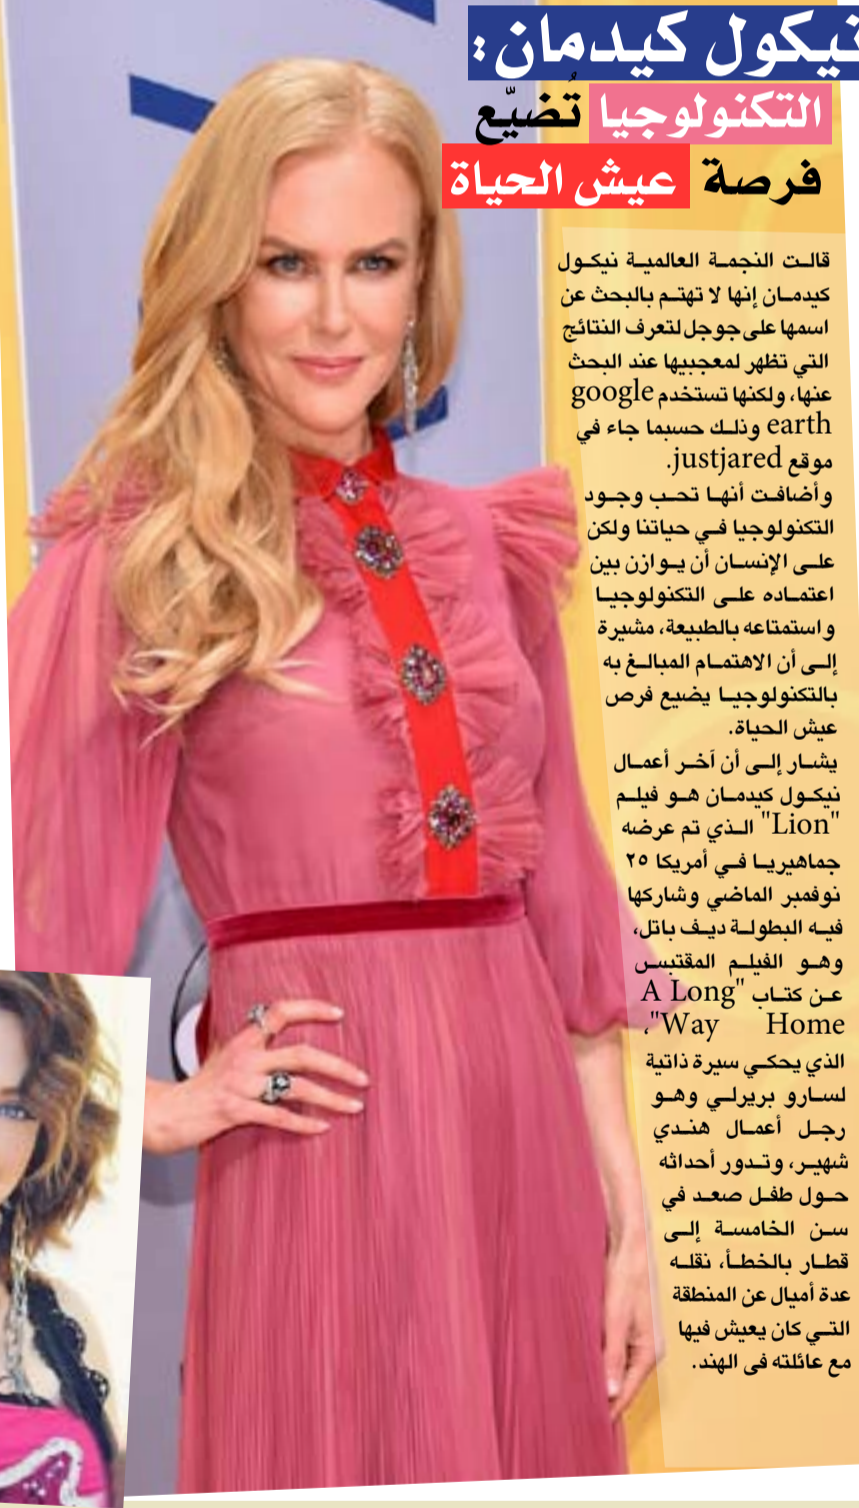 نيكول كيدمان:
التكنولوجيا تُضيّع
فرصة عيش الحياة
قالت النجمة العالمية نيكول
كيدمان إنها لا تهتم بالبحث عن
اسمها على جوجل لتعرف النتائج
التي تظهر لمعجبيها عند البحث
عنها، ولكنها تستخدم google
earth وذلك حسبما جاء في
موقع justjared.
وأضافت أنها تحب وجود
التكنولوجيا في حياتنا ولكن
على الإنسان أن يوازن بين
اعتماده على التكنولوجيا
واستمتاعه بالطبيعة، مشيرة
إلى أن الاهتمام المبالغ به
بالتكنولوجيا يضيع فرص
عيش الحياة.
يشار إلى أن آخر أعمال
نيكول كيدمان هو فيلم
"Lion" الذي تم عرضه
جماهيريا في أمريكا ٢٥
نوفمبر الماضي وشاركها
فيه البطولة ديف باتل،
وهو الفيلم المقتبس
عن كتاب "A Long
Way Home"،
الذي يحكي سيرة ذاتية
لسارو بريرلي وهو
رجل أعمال هندي
شهير، وتدور أحداثه
حول طفل صعد في
سن الخامسة إلى
قطار بالخطأ، نقله
عدة أميال عن المنطقة
التي كان يعيش فيها
مع عائلته فى الهند.